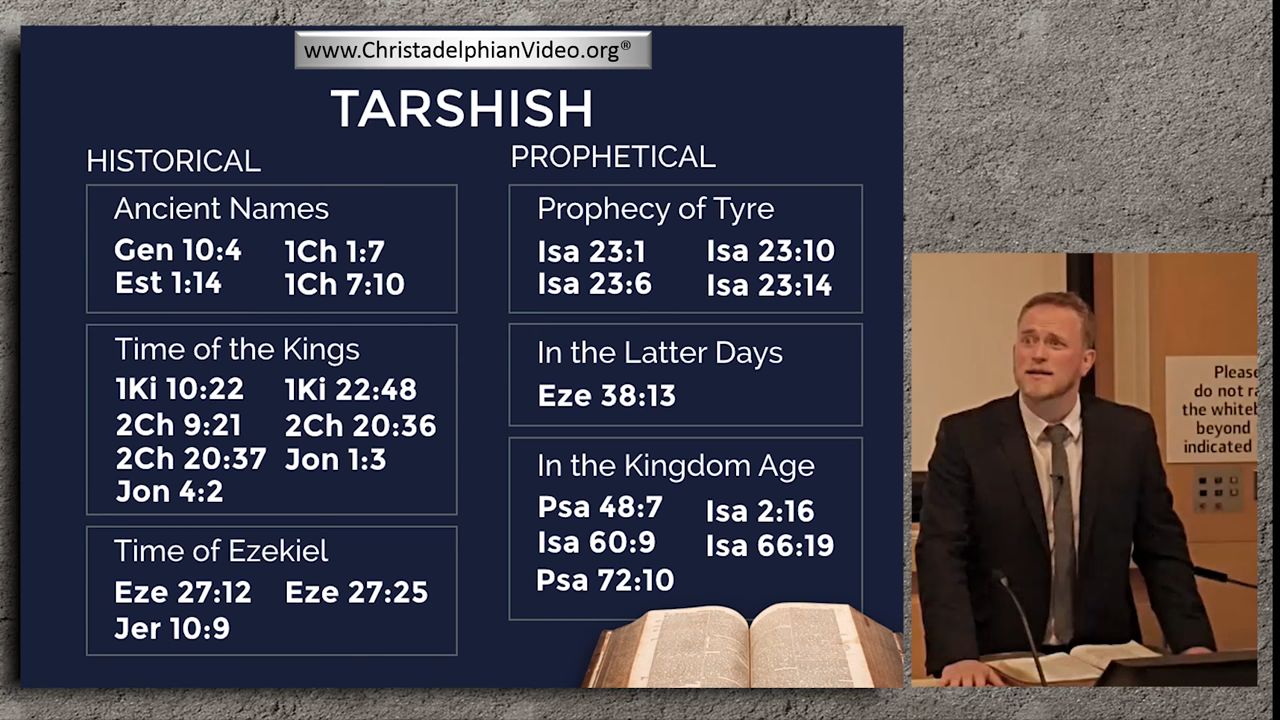 www.ChristadelphianVideo.org®
TARSHISH
HISTORICAL
Ancient Names
Gen 10:4 1Ch 1:7
Est 1:14 1Ch 7:10
Time of the Kings
1Ki 10:22 1Ki 22:48
2Ch 9:21 2Ch 20:36
2Ch 20:37 Jon 1:3
Jon 4:2
Time of Ezekiel
Eze 27:12 Eze 27:25
Jer 10:9
PROPHETICAL
Prophecy of Tyre
Isa 23:1 Isa 23:10
Isa 23:6 Isa 23:14
In the Latter Days
Eze 38:13
In the Kingdom Age
Psa 48:7 Isa 2:16
Isa 60:9 Isa 66:19
Psa 72:10
Please
do not
the
beyond
indicated